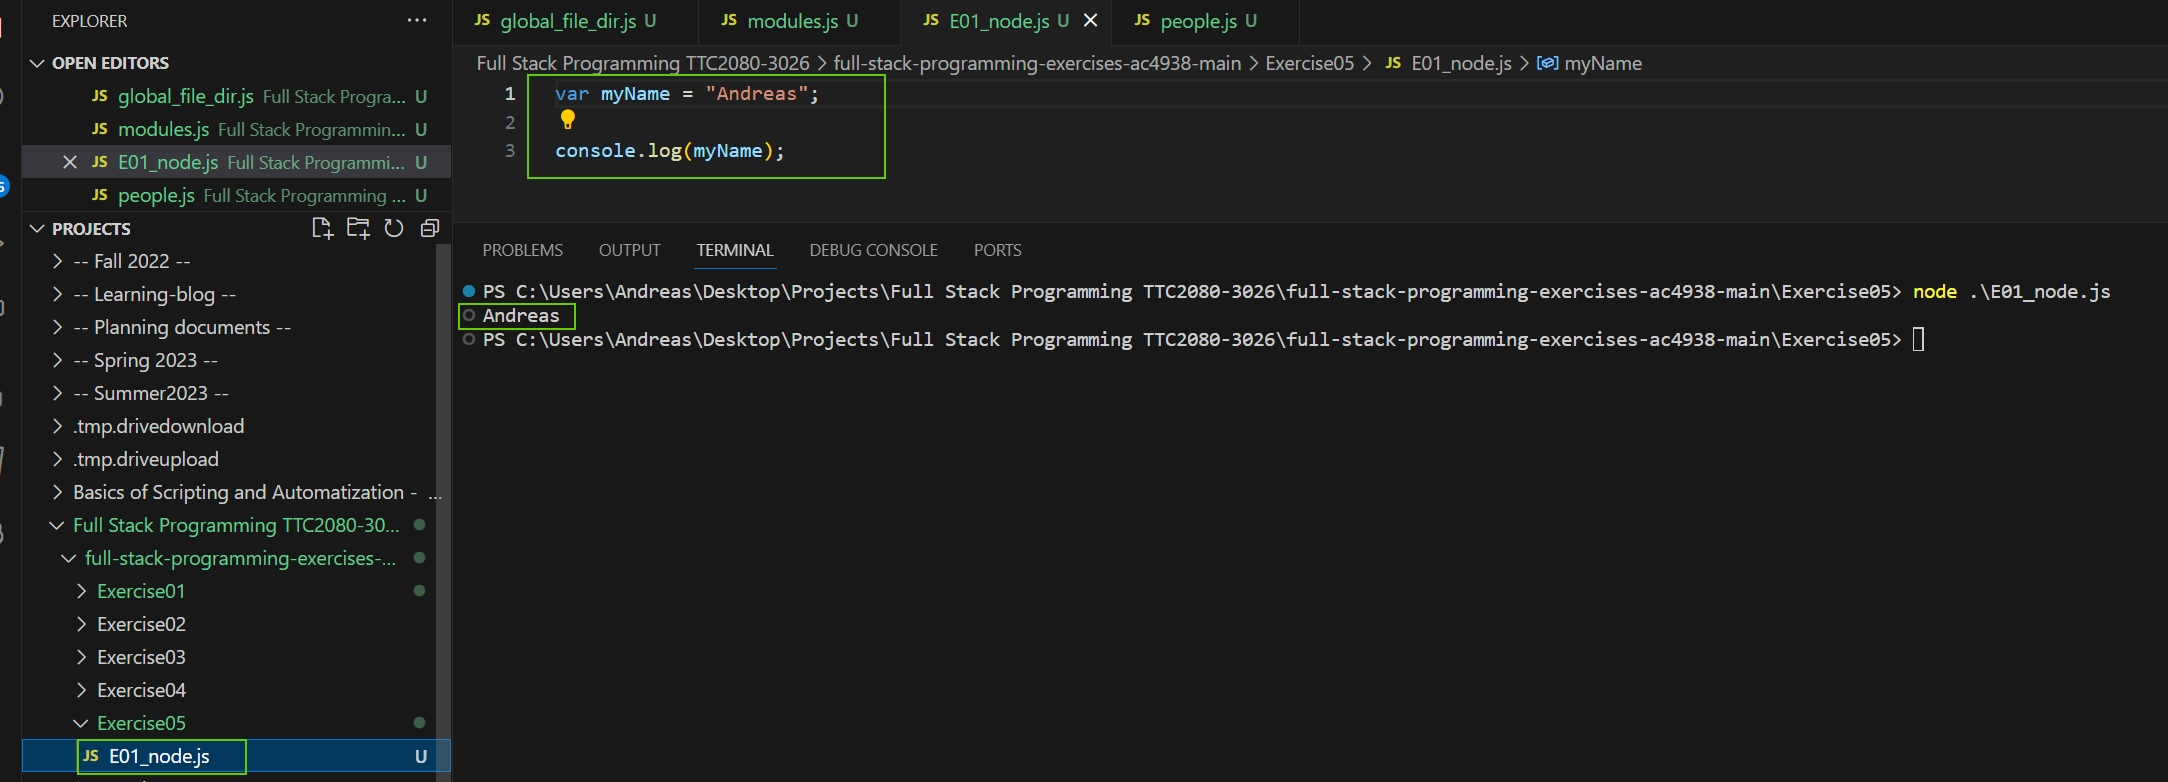 EXPLORER
OPEN EDITORS
JS global_file_dir.js Full Stack Progra... U
JS modules.js Full Stack Programmin... U
JS E01_node.js Full Stack Programmi... U
JS people.js Full Stack Programming ... U
PROJECTS
-- Fall 2022 --
-- Learning-blog --
-- Planning documents --
-- Spring 2023 --
-- Summer2023 --
.tmp.drivedownload
.tmp.driveupload
Basics of Scripting and Automatization - ...
Full Stack Programming TTC2080-30...
full-stack-programming-exercises-...
Exercise01
Exercise02
Exercise03
Exercise04
Exercise05
JS E01_node.js U
JS global_file_dir.js U JS modules.js U JS E01_node.js U JS people.js U
Full Stack Programming TTC2080-3026 > full-stack-programming-exercises-ac4938-main > Exercise05 > JS E01_node.js > myName
1 var myName = "Andreas";
2
3 console.log(myName);
PROBLEMS OUTPUT TERMINAL DEBUG CONSOLE PORTS
PS C:\Users\Andreas\Desktop\Projects\Full Stack Programming TTC2080-3026\full-stack-programming-exercises-ac4938-main\Exercise05> node .\E01_node.js
Andreas
PS C:\Users\Andreas\Desktop\Projects\Full Stack Programming TTC2080-3026\full-stack-programming-exercises-ac4938-main\Exercise05>